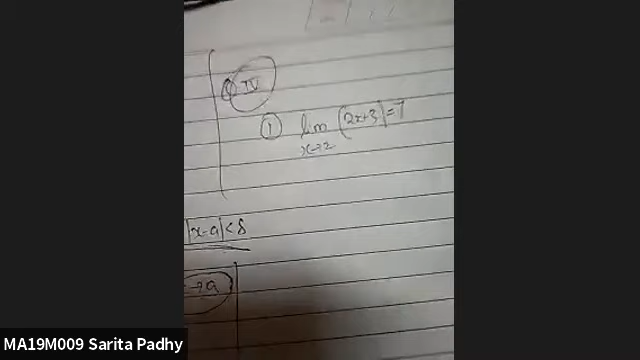 IV
① lim (2x+3)=7
x→2
|x-a|<δ
→a
MA19M009 Sarita Padhy